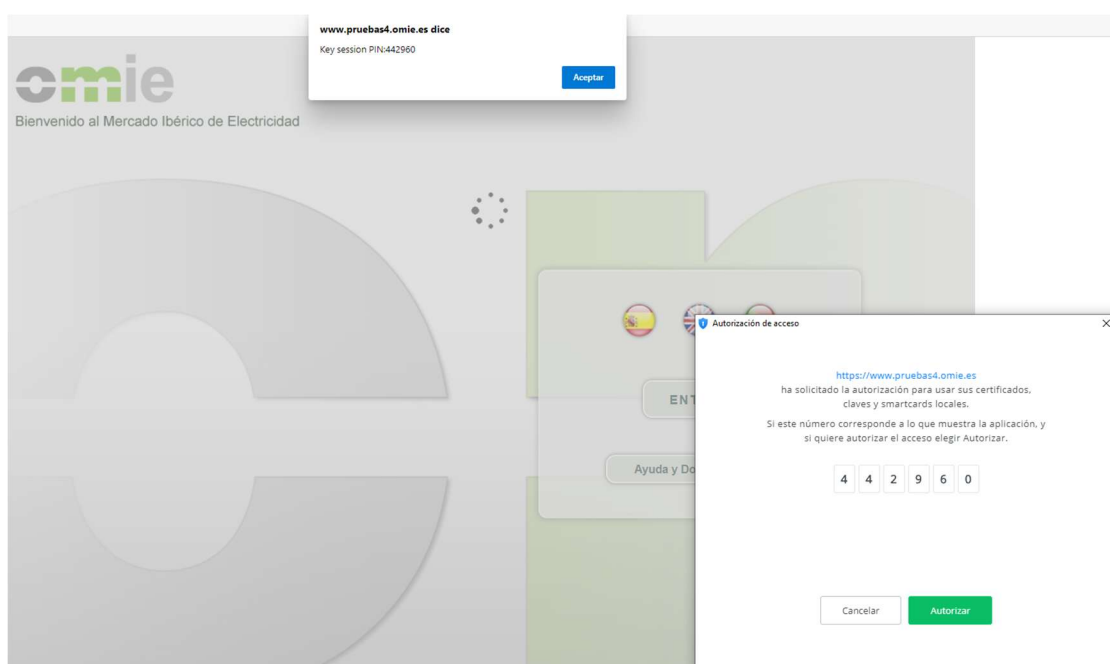 www.pruebas4.omie.es dice
Key session PIN:442960
Aceptar
omie
Bienvenido al Mercado Ibérico de Electricidad
ENT
Ayuda y Do
Autorización de acceso
https://www.pruebas4.omie.es
ha solicitado la autorización para usar sus certificados,
claves y smartcards locales.
Si este número corresponde a lo que muestra la aplicación, y
si quiere autorizar el acceso elegir Autorizar.
4 4 2 9 6 0
Cancelar
Autorizar